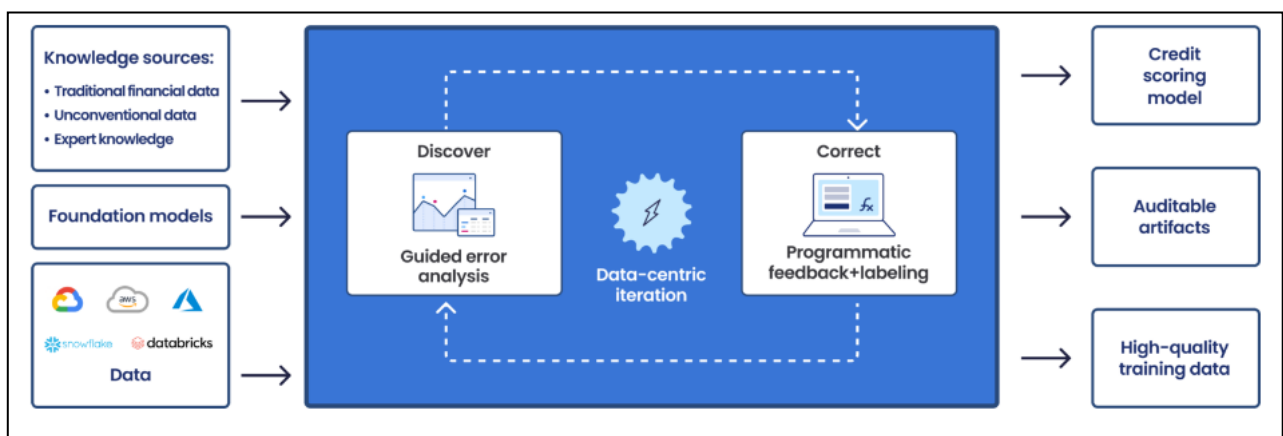 Knowledge sources:
• Traditional financial data
• Unconventional data
• Expert knowledge
Foundation models
aws
snowflake
databricks
Data
Discover
Guided error
analysis
Data-centric
iteration
Correct
fx
Programmatic
feedback+labeling
Credit
scoring
model
Auditable
artifacts
High-quality
training data